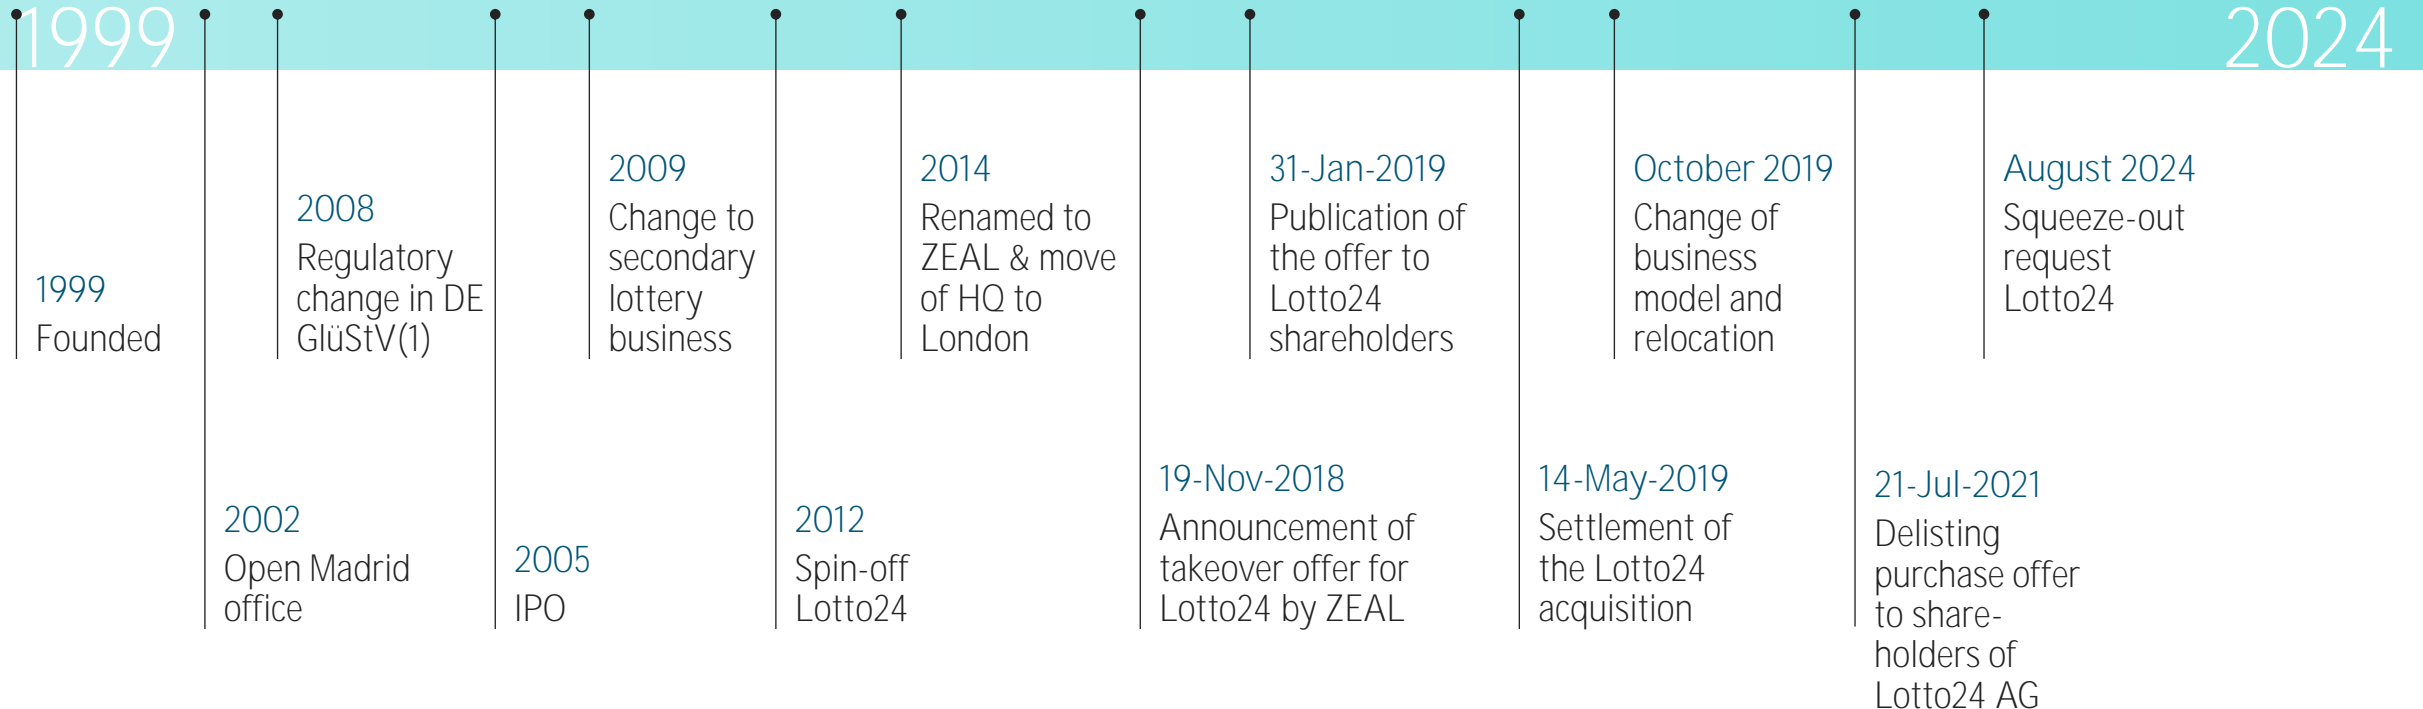 1999
2024
1999
Founded
2002
Open Madrid
office
2008
Regulatory
change in DE
GlüStV(1)
2005
IPO
2009
Change to
secondary
lottery
business
2012
Spin-off
Lotto24
2014
Renamed to
ZEAL & move
of HQ to
London
19-Nov-2018
Announcement of
takeover offer for
Lotto24 by ZEAL
31-Jan-2019
Publication of
the offer to
Lotto24
shareholders
14-May-2019
Settlement of
the Lotto24
acquisition
October 2019
Change of
business
model and
relocation
21-Jul-2021
Delisting
purchase offer
to share-
holders of
Lotto24 AG
August 2024
Squeeze-out
request
Lotto24